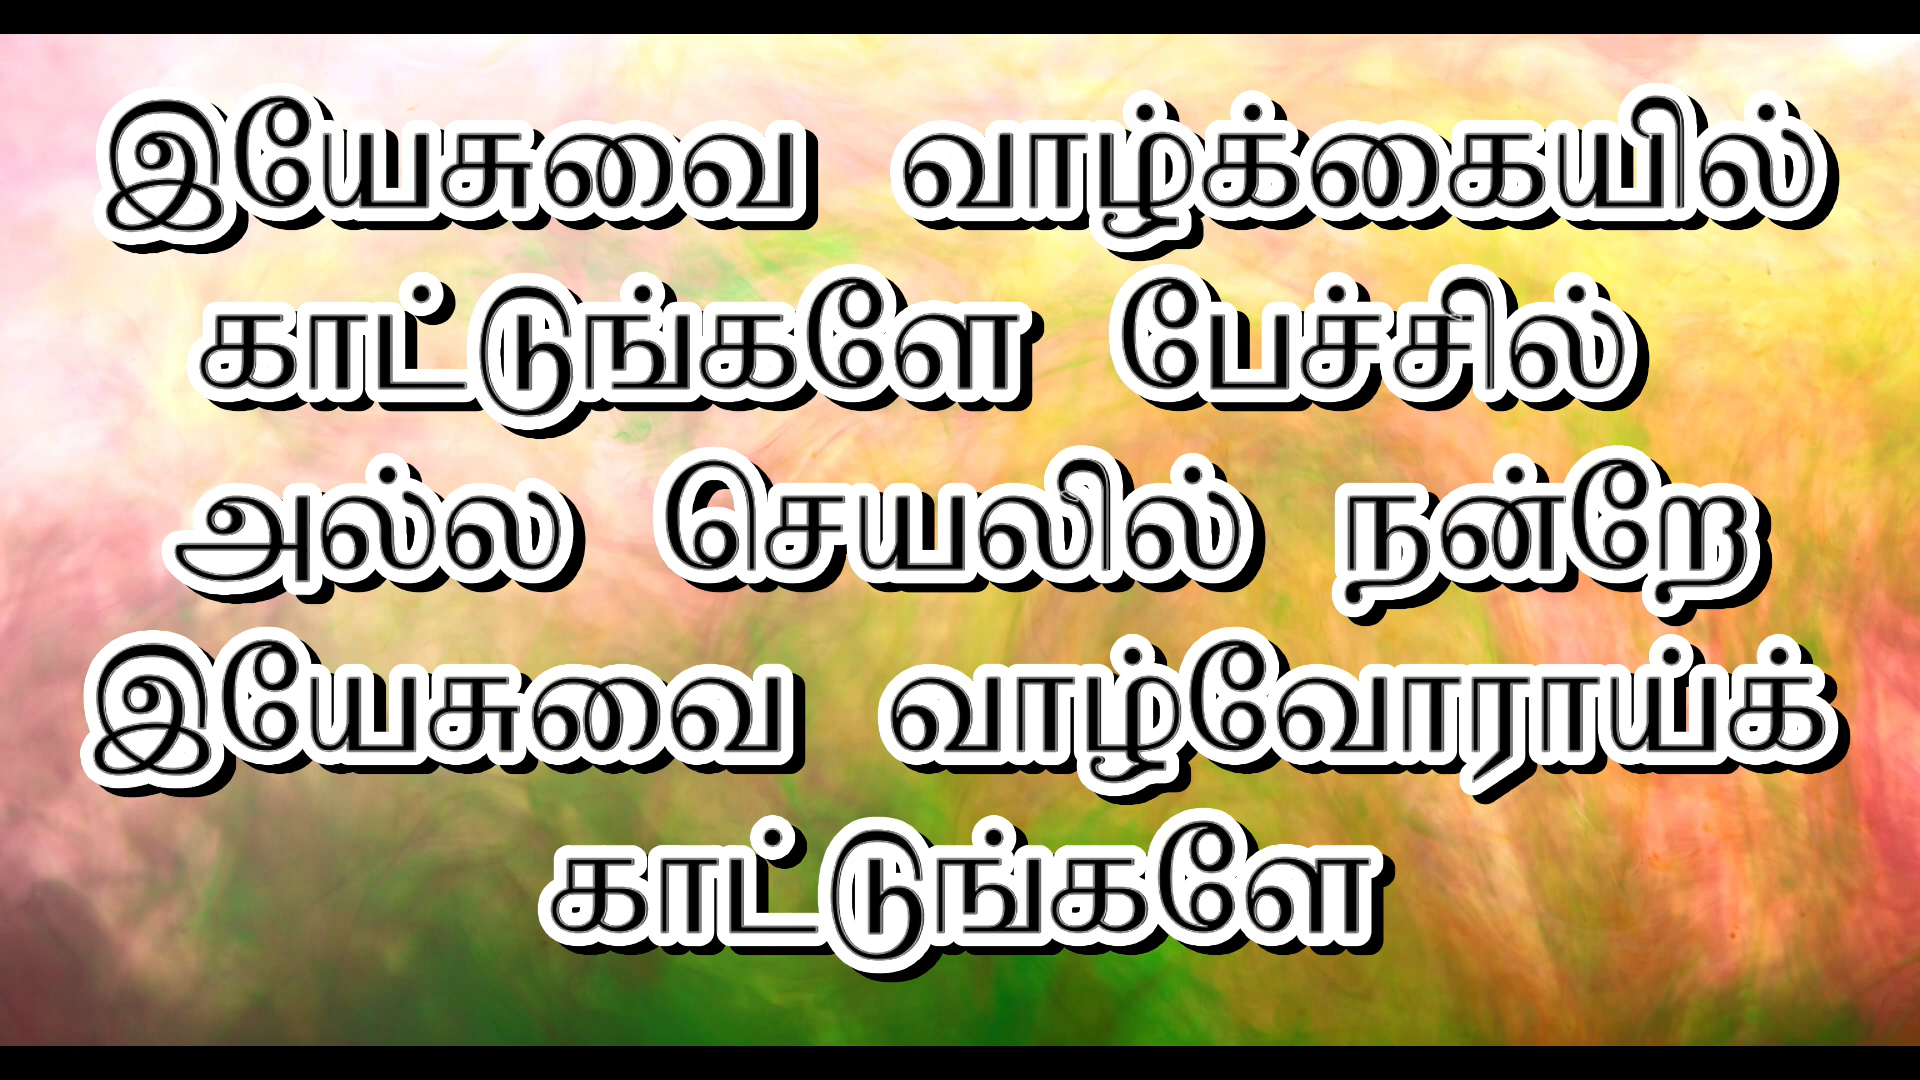 இயேசுவை வாழ்க்கையில்
காட்டுங்களே பேச்சில்
அல்ல செயலில் நன்றே
இயேசுவை வாழ்வோராய்க்
காட்டுங்களே